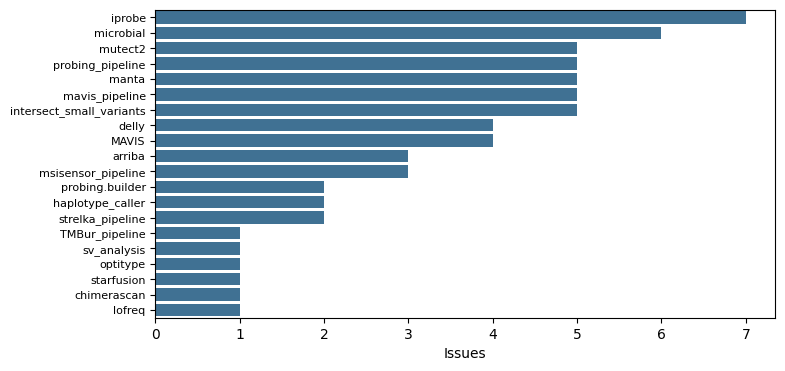 iprobe
microbial
mutect2
probing_pipeline
manta
mavis_pipeline
intersect_small_variants
delly
MAVIS
arriba
msisensor_pipeline
probing.builder
haplotype_caller
strelka_pipeline
TMBur_pipeline
sv_analysis
optitype
starfusion
chimerascan
lofreq
0 1 2 3 4 5 6 7
Issues